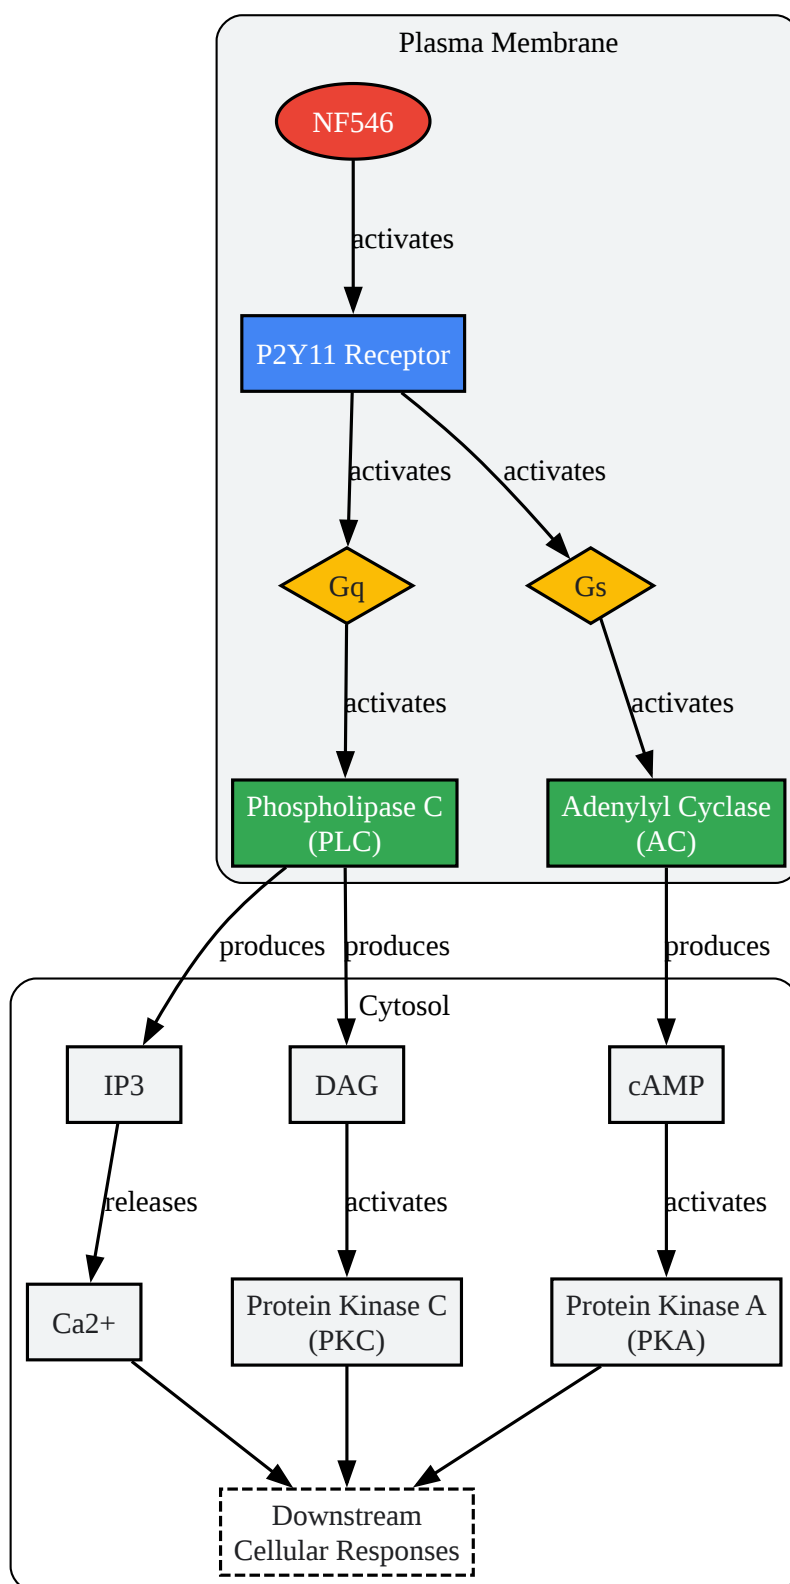 Plasma Membrane
NF546
activates
P2Y11 Receptor
activates
activates
Gq
Gs
activates
activates
Phospholipase C
(PLC)
Adenylyl Cyclase
(AC)
produces
produces
produces
Cytosol
IP3
DAG
cAMP
releases
activates
activates
Ca2+
Protein Kinase C
(PKC)
Protein Kinase A
(PKA)
Downstream
Cellular Responses